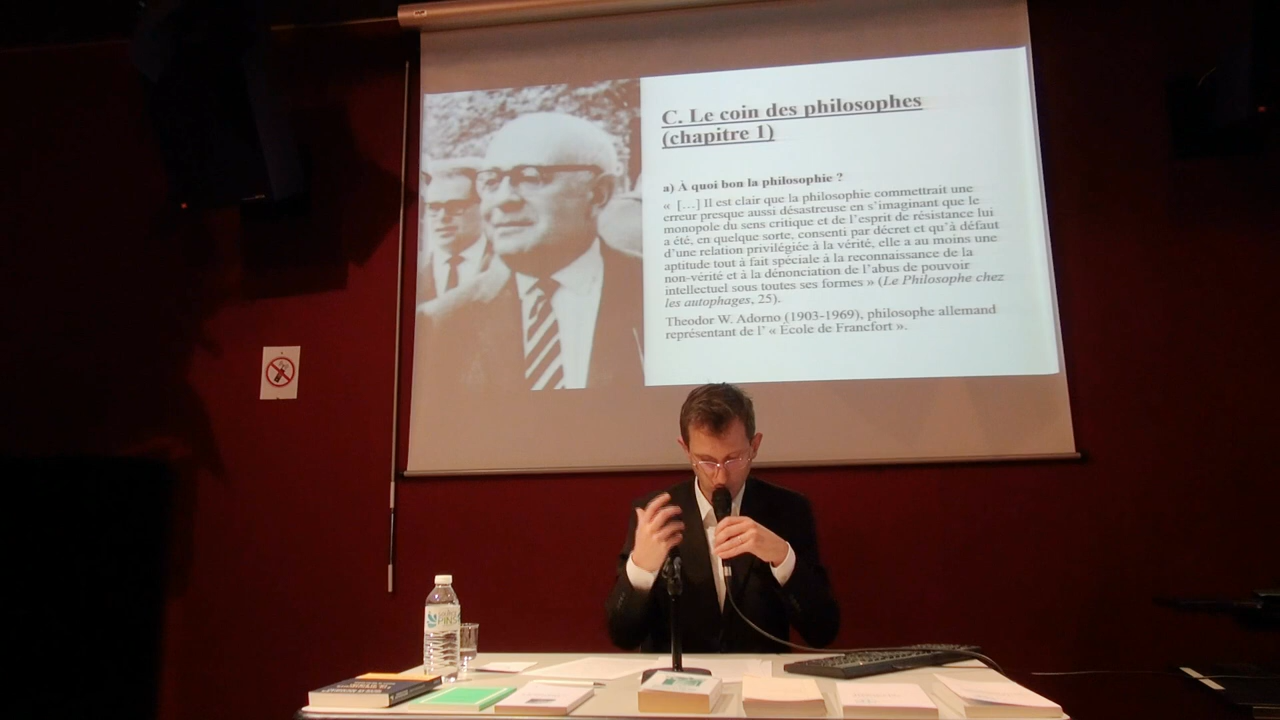 C. Le coin des philosophes
(chapitre 1)
a) À quoi bon la philosophie ?
« […] Il est clair que la philosophie commettrait une
erreur presque aussi désastreuse en s'imaginant que le
monopole du sens critique et de l'esprit de résistance lui
a été, en quelque sorte, consenti par décret et qu'à défaut
d'une relation privilégiée à la vérité, elle a au moins une
aptitude tout à fait spéciale à la reconnaissance de la
non-vérité et à la dénonciation de l'abus de pouvoir
intellectuel sous toutes ses formes » (Le Philosophe chez
les autophages, 25).
Theodor W. Adorno (1903-1969), philosophe allemand
représentant de l' « École de Francfort ».